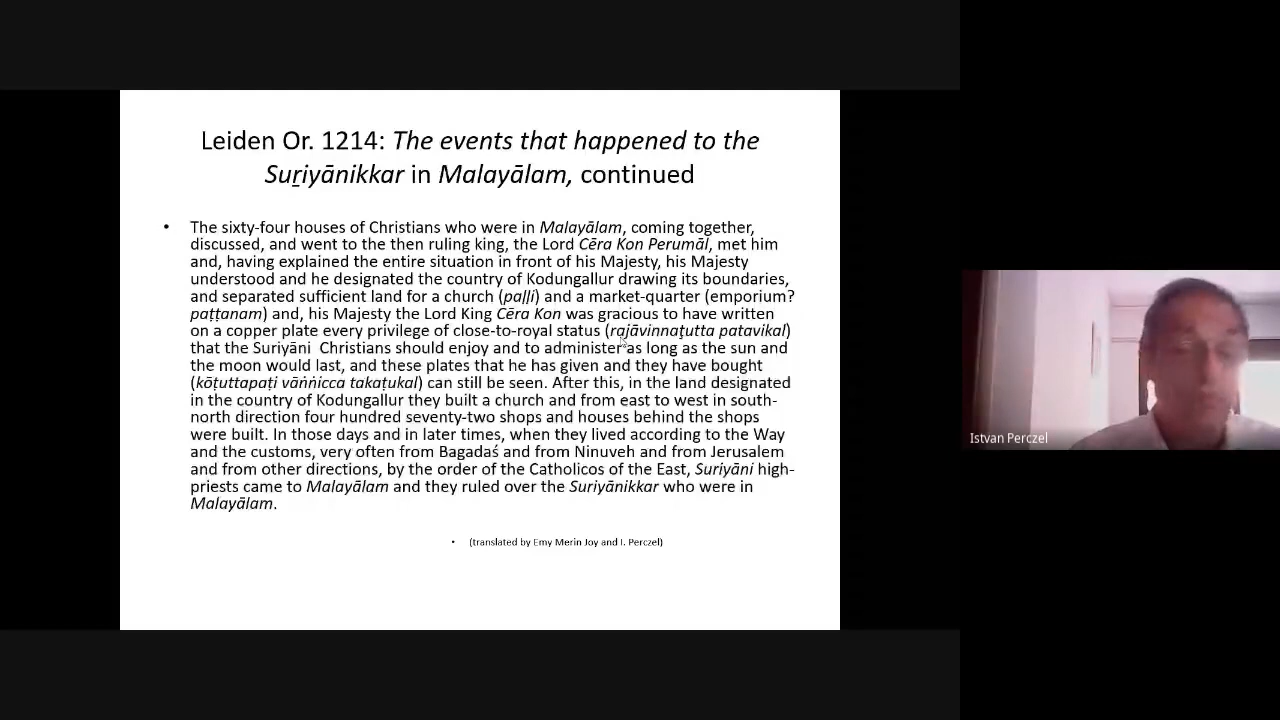 Leiden Or. 1214: The events that happened to the
Suṟiyānikkar in Malayālam, continued
• The sixty-four houses of Christians who were in Malayālam, coming together,
discussed, and went to the then ruling king, the Lord Cēra Kon Perumāl, met him
and, having explained the entire situation in front of his Majesty, his Majesty
understood and he designated the country of Kodungallur drawing its boundaries,
and separated sufficient land for a church (paḷḷi) and a market-quarter (emporium?
paṭṭanam) and, his Majesty the Lord King Cēra Kon was gracious to have written
on a copper plate every privilege of close-to-royal status (rajāvinnaṭutta patavikal)
that the Suriyāni Christians should enjoy and to administer as long as the sun and
the moon would last, and these plates that he has given and they have bought
(kōṭuttapaṭi vāṅṅicca takaṭukal) can still be seen. After this, in the land designated
in the country of Kodungallur they built a church and from east to west in south-
north direction four hundred seventy-two shops and houses behind the shops
were built. In those days and in later times, when they lived according to the Way
and the customs, very often from Bagadaś and from Ninuveh and from Jerusalem
and from other directions, by the order of the Catholicos of the East, Suriyāni high-
priests came to Malayālam and they ruled over the Suriyānikkar who were in
Malayālam.
• (translated by Emy Merin Joy and I. Perczel)
Istvan Perczel